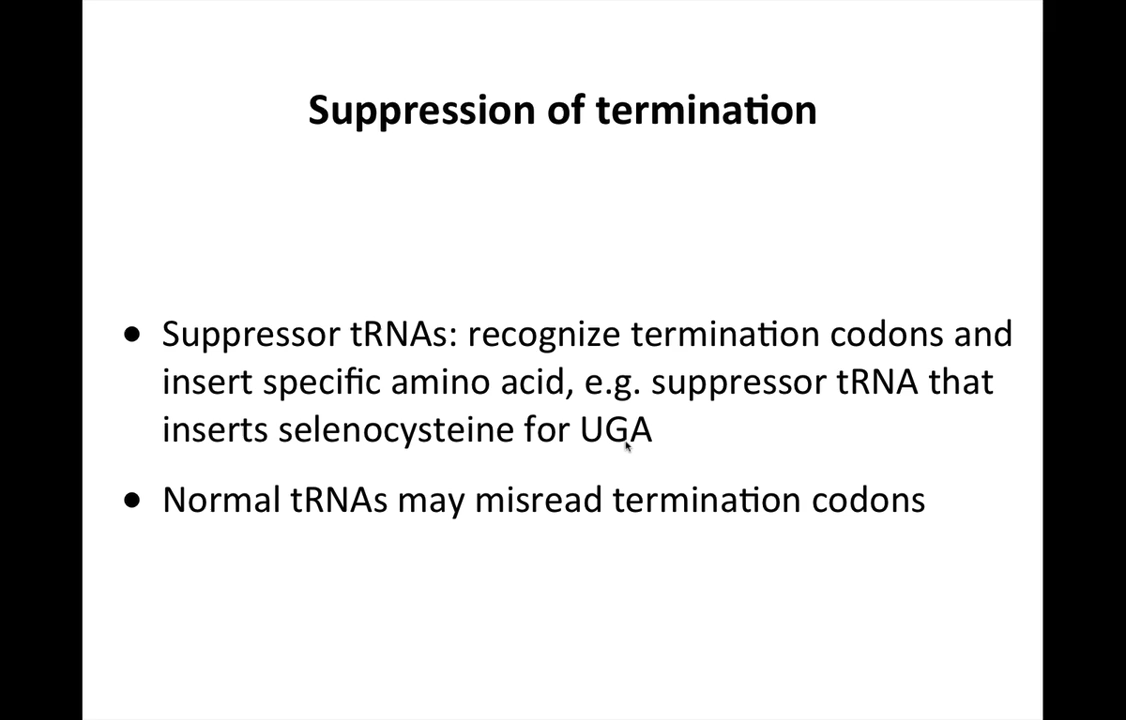 Suppression of termination
● Suppressor tRNAs: recognize termination codons and
insert specific amino acid, e.g. suppressor tRNA that
inserts selenocysteine for UGA
● Normal tRNAs may misread termination codons